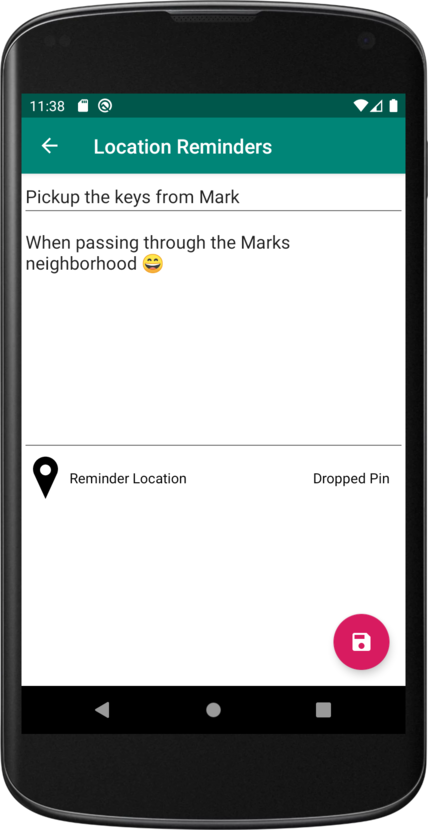 11:38
Location Reminders
Pickup the keys from Mark
When passing through the Marks
neighborhood 😄
Reminder Location Dropped Pin